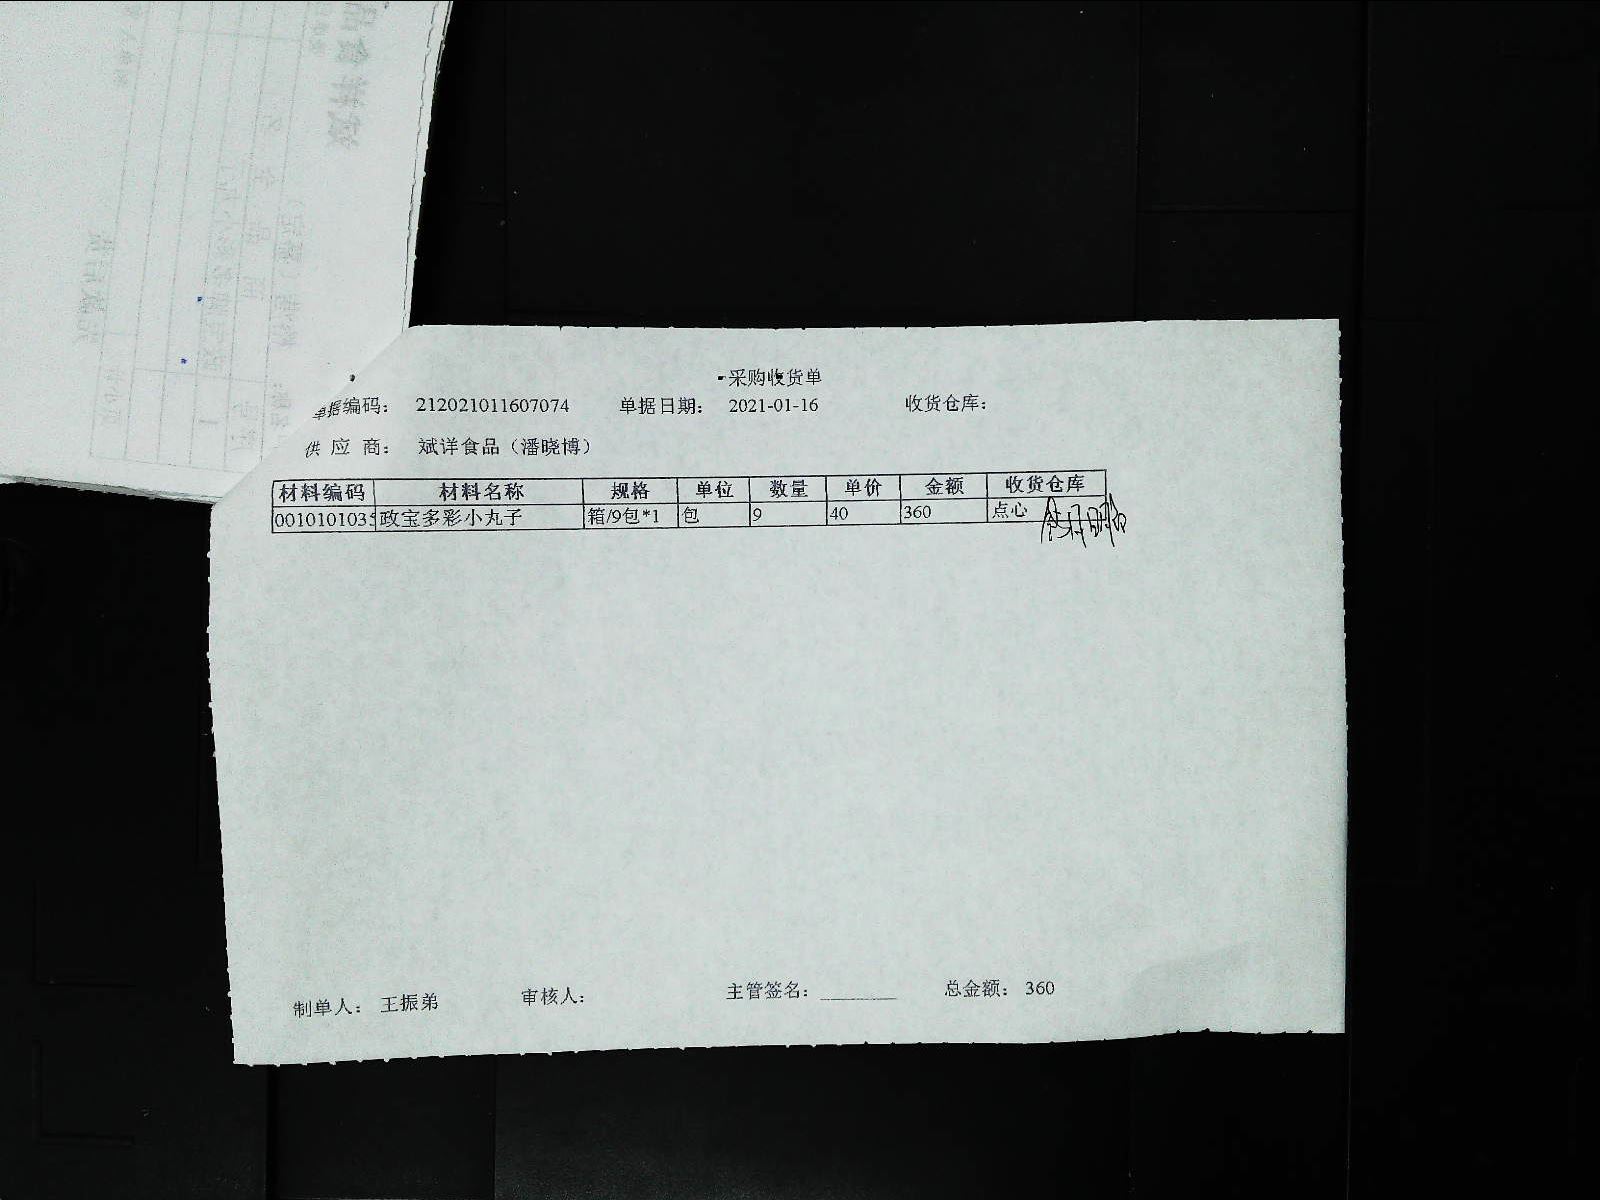 采购收货单
单据编码： 212021011607074 单据日期： 2021-01-16 收货仓库：
供 应 商： 斌详食品（潘晓博）
材料编码 材料名称 规格 单位 数量 单价 金额 收货仓库
0010101035 政宝多彩小丸子 箱/9包*1 包 9 40 360 点心
制单人： 王振弟 审核人： 主管签名：________ 总金额： 360